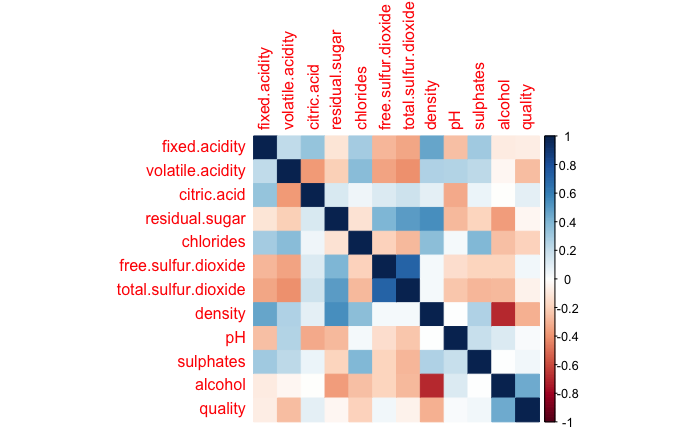 fixed.acidity
volatile.acidity
citric.acid
residual.sugar
chlorides
free.sulfur.dioxide
total.sulfur.dioxide
density
pH
sulphates
alcohol
quality
fixed.acidity
volatile.acidity
citric.acid
residual.sugar
chlorides
free.sulfur.dioxide
total.sulfur.dioxide
density
pH
sulphates
alcohol
quality
1
0.8
0.6
0.4
0.2
0
-0.2
-0.4
-0.6
-0.8
-1